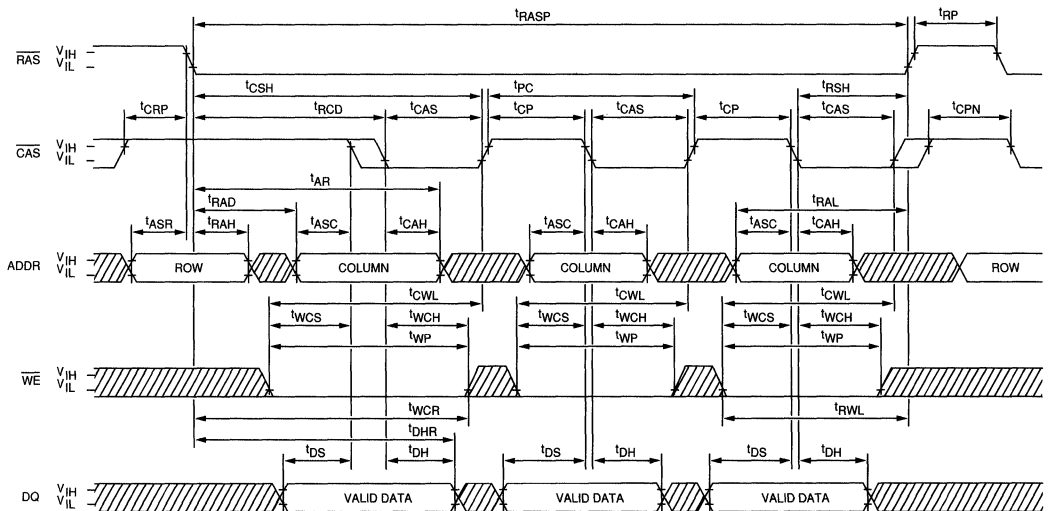 tRASP tRP
RAS VIH
VIL
tCSH tPC tRSH
tCRP tRCD tCAS tCP tCAS tCP tCAS tCPN
CAS VIH
VIL
tAR
tRAD tRAL
tASR tRAH tASC tCAH tASC tCAH tASC tCAH
ADDR VIH
VIL
ROW COLUMN COLUMN COLUMN ROW
tCWL tCWL tCWL
tWCS tWCH tWCS tWCH tWCS tWCH
tWP tWP tWP
WE VIH
VIL
tWCR tRWL
tDHR
tDS tDH tDS tDH tDS tDH
DQ VIH
VIL
VALID DATA VALID DATA VALID DATA